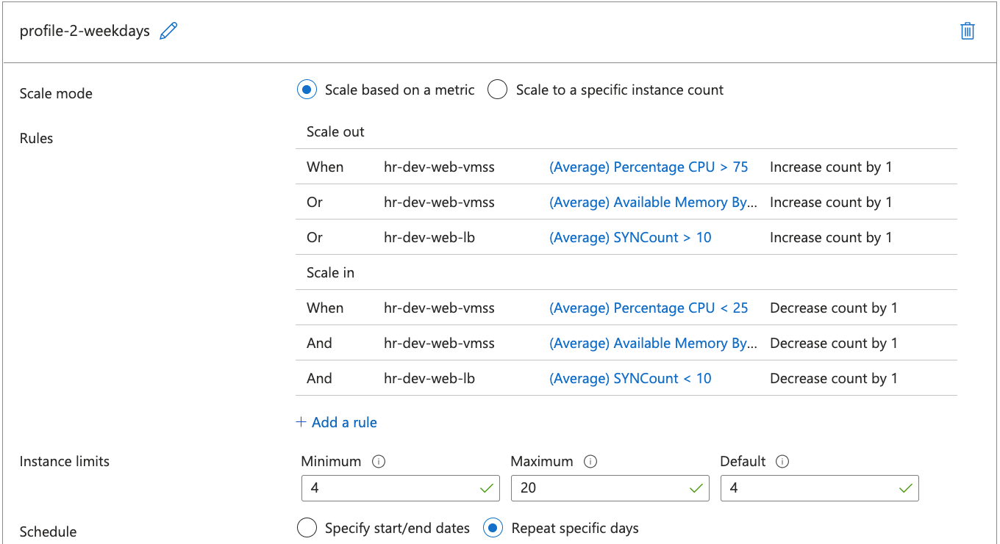 profile-2-weekdays
Scale mode
Scale based on a metric
Scale to a specific instance count
Rules
Scale out
When hr-dev-web-vmss (Average) Percentage CPU > 75 Increase count by 1
Or hr-dev-web-vmss (Average) Available Memory By... Increase count by 1
Or hr-dev-web-lb (Average) SYNCount > 10 Increase count by 1
Scale in
When hr-dev-web-vmss (Average) Percentage CPU < 25 Decrease count by 1
And hr-dev-web-vmss (Average) Available Memory By... Decrease count by 1
And hr-dev-web-lb (Average) SYNCount < 10 Decrease count by 1
+ Add a rule
Instance limits
Minimum Maximum Default
4 20 4
Schedule
Specify start/end dates
Repeat specific days